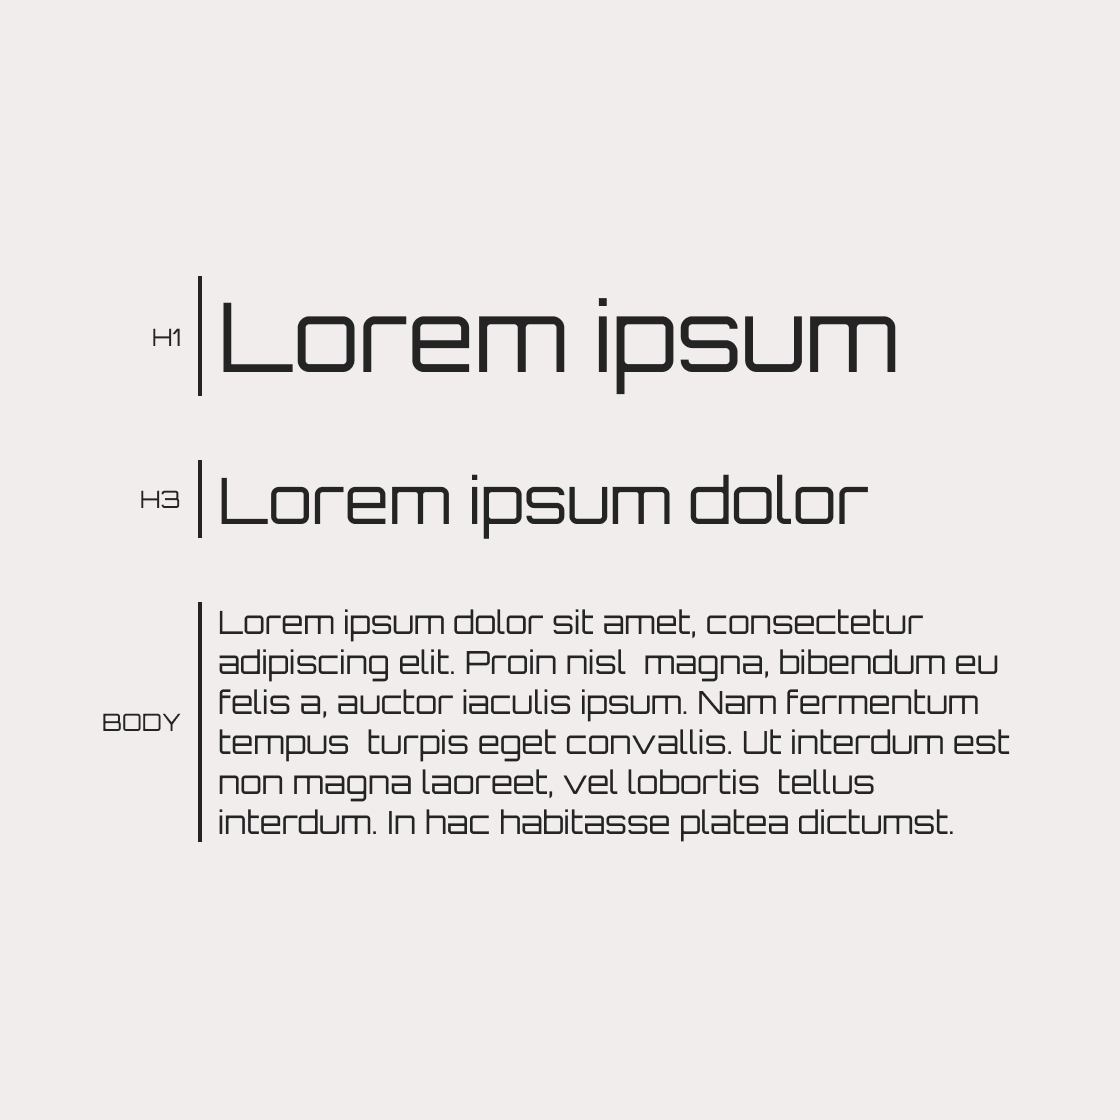 H1
Lorem ipsum
H3
Lorem ipsum dolor
BODY
Lorem ipsum dolor sit amet, consectetur
adipiscing elit. Proin nisl  magna, bibendum eu
felis a, auctor iaculis ipsum. Nam fermentum
tempus  turpis eget convallis. Ut interdum est
non magna laoreet, vel lobortis  tellus
interdum. In hac habitasse platea dictumst.